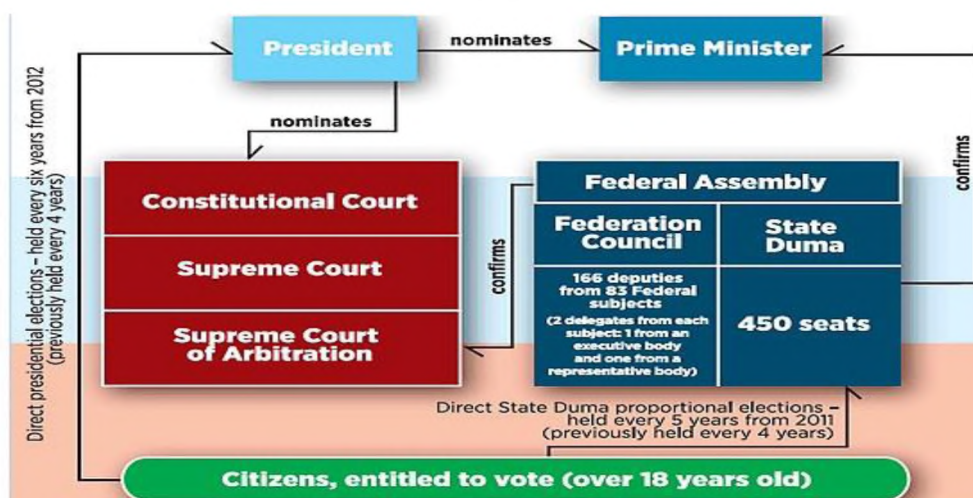 President
nominates
Prime Minister
nominates
Direct presidential elections – held every six years from 2012
(previously held every 4 years)
Constitutional Court
Supreme Court
Supreme Court
of Arbitration
confirms
Federal Assembly
Federation
Council
166 deputies
from 83 Federal
subjects
(2 delegates from each
subject: 1 from an
executive body
and one from a
representative body)
State
Duma
450 seats
confirms
Direct State Duma proportional elections –
held every 5 years from 2011
(previously held every 4 years)
Citizens, entitled to vote (over 18 years old)